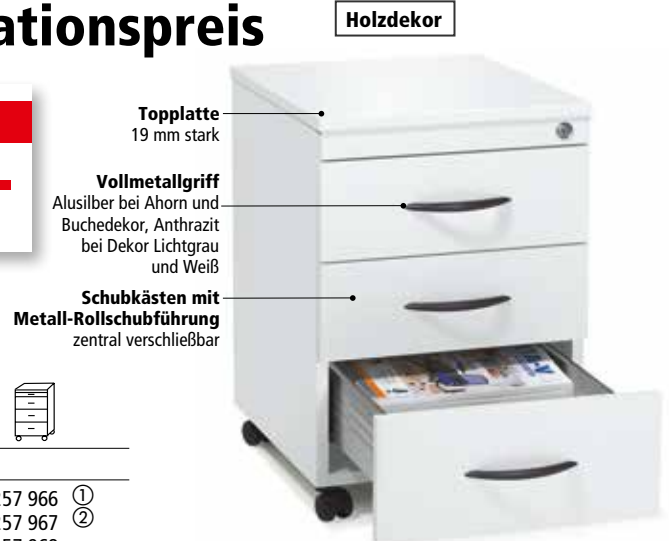 ationspreis
Holzdekor
Topplatte
19 mm stark
Vollmetallgriff
Alusilber bei Ahorn und
Buchedekor, Anthrazit
bei Dekor Lichtgrau
und Weiß
Schubkästen mit
Metall-Rollschubführung
zentral verschließbar
57 966 ①
57 967 ②